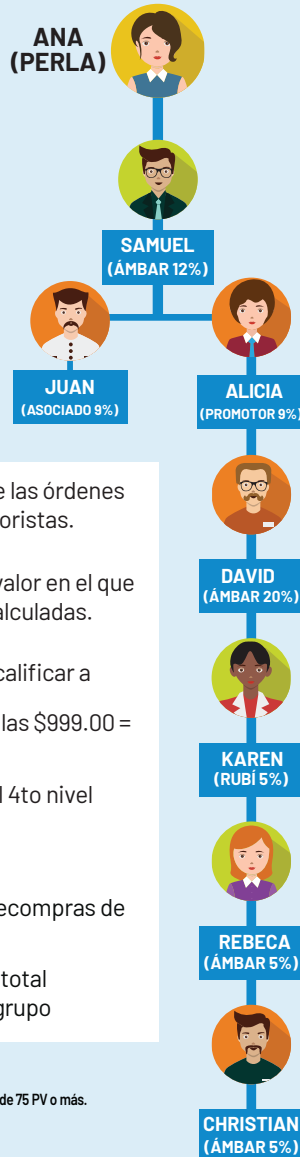 ANA
(PERLA)
SAMUEL
(ÁMBAR 12%)
JUAN
(ASOCIADO 9%)
ALICIA
(PROMOTOR 9%)
e las órdenes
oristas.
valor en el que
alculadas.
calificar a
las $999.00 =
l 4to nivel
ecompras de
total
grupo
de 75 PV o más.
DAVID
(ÁMBAR 20%)
KAREN
(RUBÍ 5%)
REBECA
(ÁMBAR 5%)
CHRISTIAN
(ÁMBAR 5%)